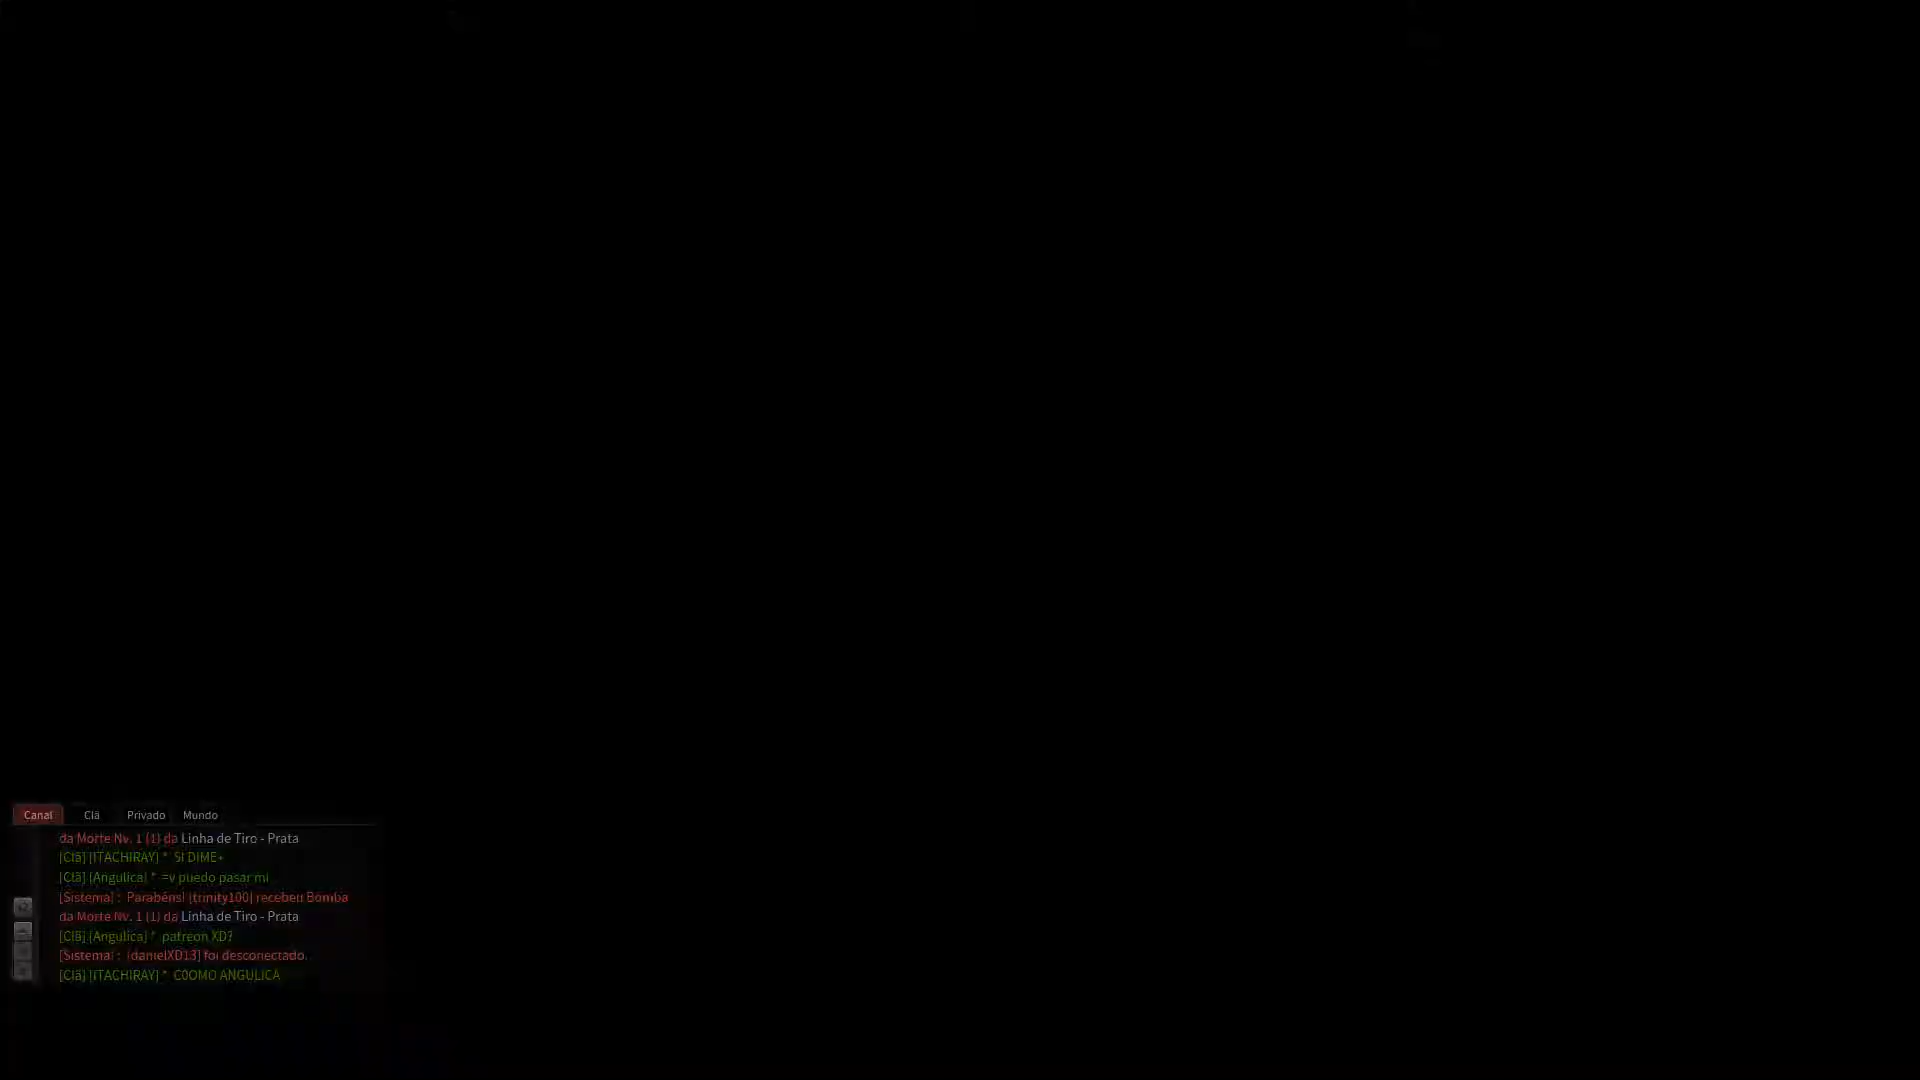 Canal Clã Privado Mundo
da Morte Nv. 1 (1) da Linha de Tiro - Prata
[Clã] [ITACHIRAY] * SI DIME+
[Clã] [Angulica] * =v puedo pasar mi
[Sistema] : Parabéns! [trinity100] recebeu Bomba
da Morte Nv. 1 (1) da Linha de Tiro - Prata
[Clã] [Angulica] * patreon XD?
[Sistema] : [danielXD13] foi desconectado.
[Clã] [ITACHIRAY] * C0OMO ANGULICA